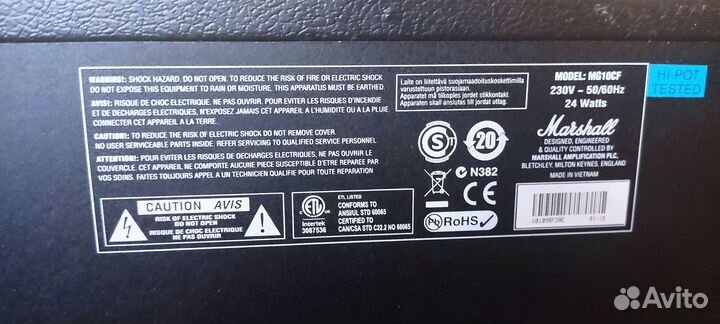 WARNING!: SHOCK HAZARD. DO NOT OPEN. TO REDUCE THE RISK OF FIRE OR ELECTRIC SHOCK
DO NOT EXPOSE THIS EQUIPMENT TO RAIN OR MOISTURE. THIS APPARATUS MUST BE EARTHED.
AVIS!: RISQUE DE CHOC ELECTRIQUE. NE PAS OUVRIR. POUR EVITER LES RISQUES D'INCENDIE
ET DE DECHARGES ELECTRIQUES, N'EXPOSEZ JAMAIS CET APPAREIL A L'HUMIDITE OU A LA PLUIE
CONNECTER CET APPAREIL A LA TERRE.
CAUTION!: TO REDUCE THE RISK OF ELECTRIC SHOCK DO NOT REMOVE COVER.
NO USER SERVICEABLE PARTS INSIDE. REFER SERVICING TO QUALIFIED PERSONNEL.
ATTENTION!: POUR EVITER LES RISQUES DE DECHARGES ELECTRIQUES, NE PAS RETIRER LE
COUVERCLE. CET APPAREIL NE COMPORTE AUCUNE PIECE SUSCEPTIBLE D'ETRE REPAREE PAR
VOS SOINS. FAITES TOUJOURS APPEL A UN TECHNICIEN QUALIFIE POUR TOUTE REPARATION
CAUTION AVIS
RISK OF ELECTRIC SHOCK
DO NOT OPEN
RISQUE DE CHOC ELECTRIQUE
NE PAS OUVRIR
ETL LISTED
CONFORMS TO
ANSI/UL STD 60065
CERTIFIED TO
CAN/CSA STD C22.2 NO 60065
ETL
Intertek
3087536
Laite on liitettävä suojamaadoituskoskettimilla
varustettuun pistorasiaan.
Apparatet må tilkoples jordet stikkontakt
Apparaten skall anslutas till jordat uttag
S
20
CE
N382
Pb RoHS
MODEL: MG10CF
230V ~ 50/60Hz
24 Watts
Marshall
DESIGNED, ENGINEERED
& QUALITY CONTROLLED BY
MARSHALL AMPLIFICATION PLC
BLETCHLEY, MILTON KEYNES, ENGLAND
MADE IN VIETNAM
01-18
HI-POT
TESTED
Avito